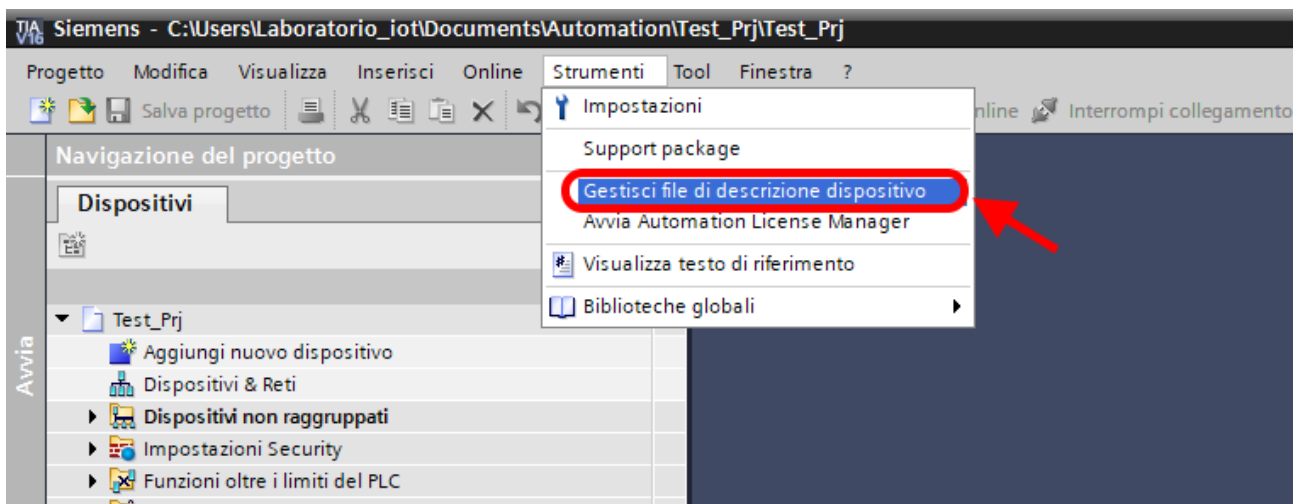 TIA V16 Siemens - C:\Users\Laboratorio_iot\Documents\Automation\Test_Prj\Test_Prj
Progetto Modifica Visualizza Inserisci Online Strumenti Tool Finestra ?
Salva progetto
Impostazioni
nline Interrompi collegamento
Support package
Gestisci file di descrizione dispositivo
Avvia Automation License Manager
Visualizza testo di riferimento
Biblioteche globali
Navigazione del progetto
Dispositivi
Test_Prj
Aggiungi nuovo dispositivo
Dispositivi & Reti
Dispositivi non raggruppati
Impostazioni Security
Funzioni oltre i limiti del PLC
Avvia